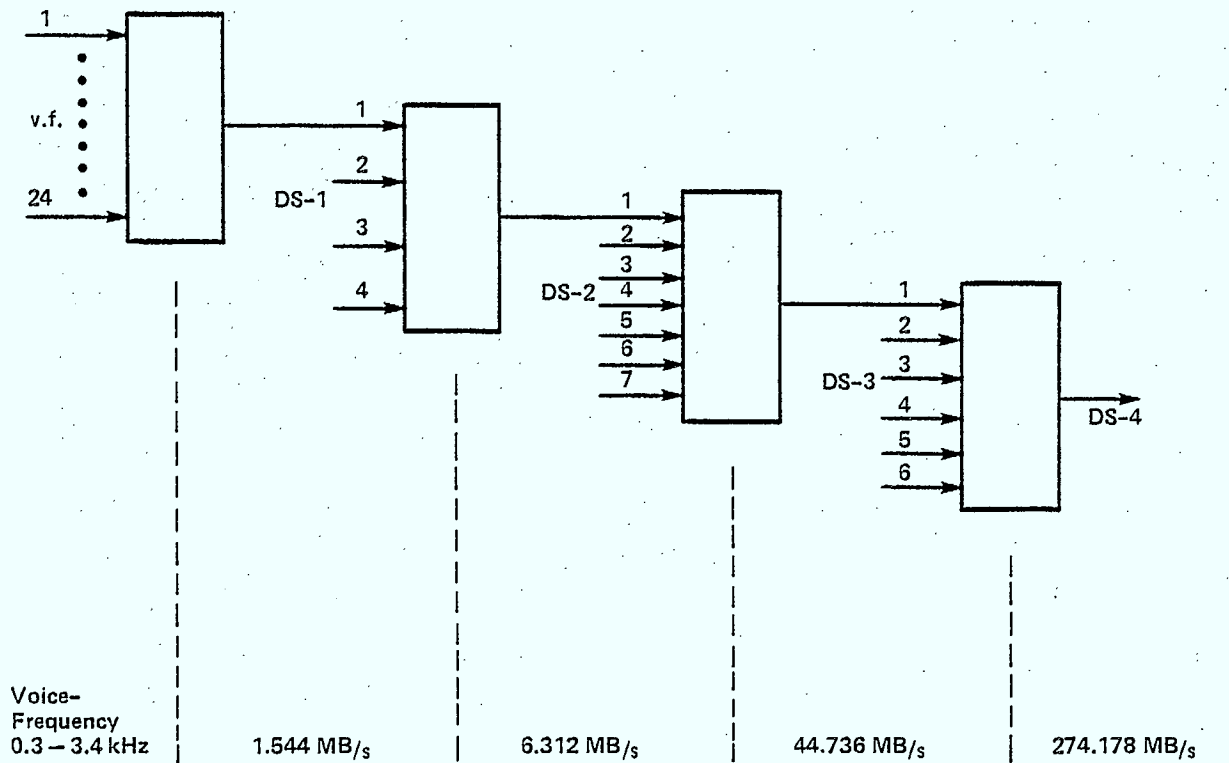 1
v.f.
24
1
2
DS-1
3
4
1
2
3
DS-2
4
5
6
7
1
2
3
DS-3
4
5
6
DS-4
Voice-
Frequency
0.3 – 3.4 kHz
1.544 MB/s
6.312 MB/s
44.736 MB/s
274.178 MB/s